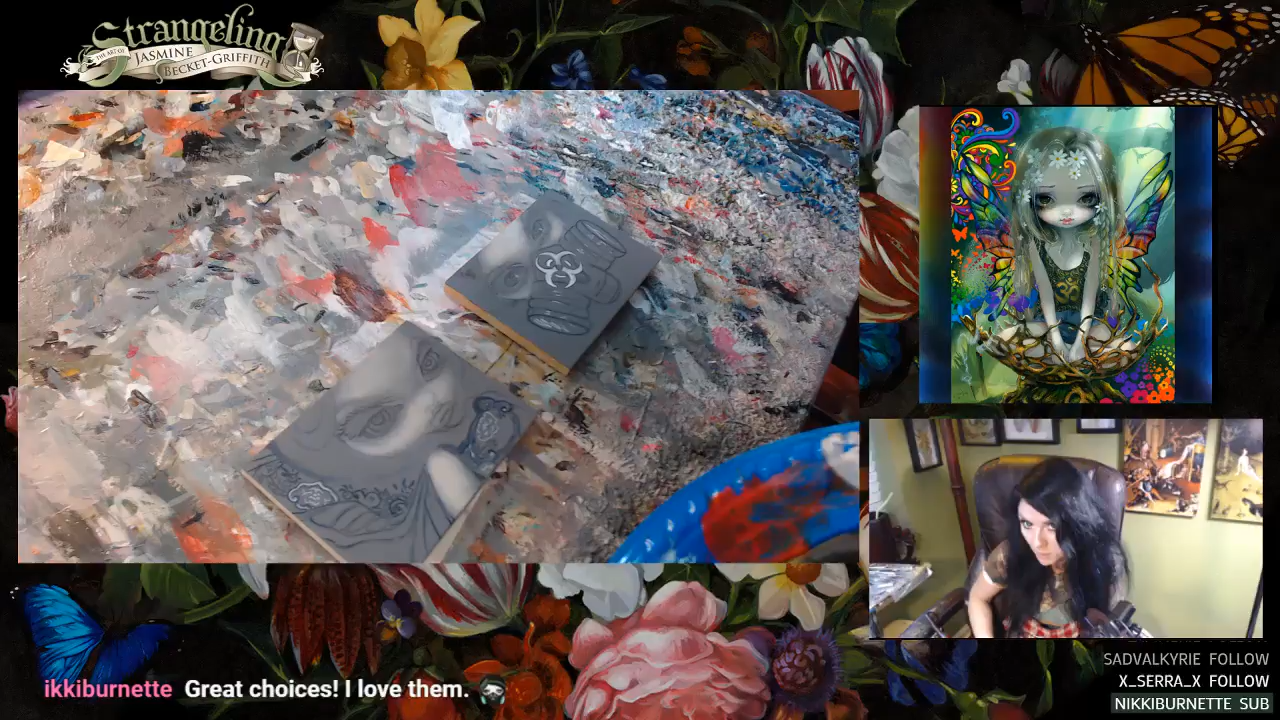 Strangeling
THE ART OF
JASMINE
BECKET-GRIFFITH
ikkiburnette Great choices! I love them.
SADVALKYRIE FOLLOW
X_SERRA_X FOLLOW
NIKKIBURNETTE SUB